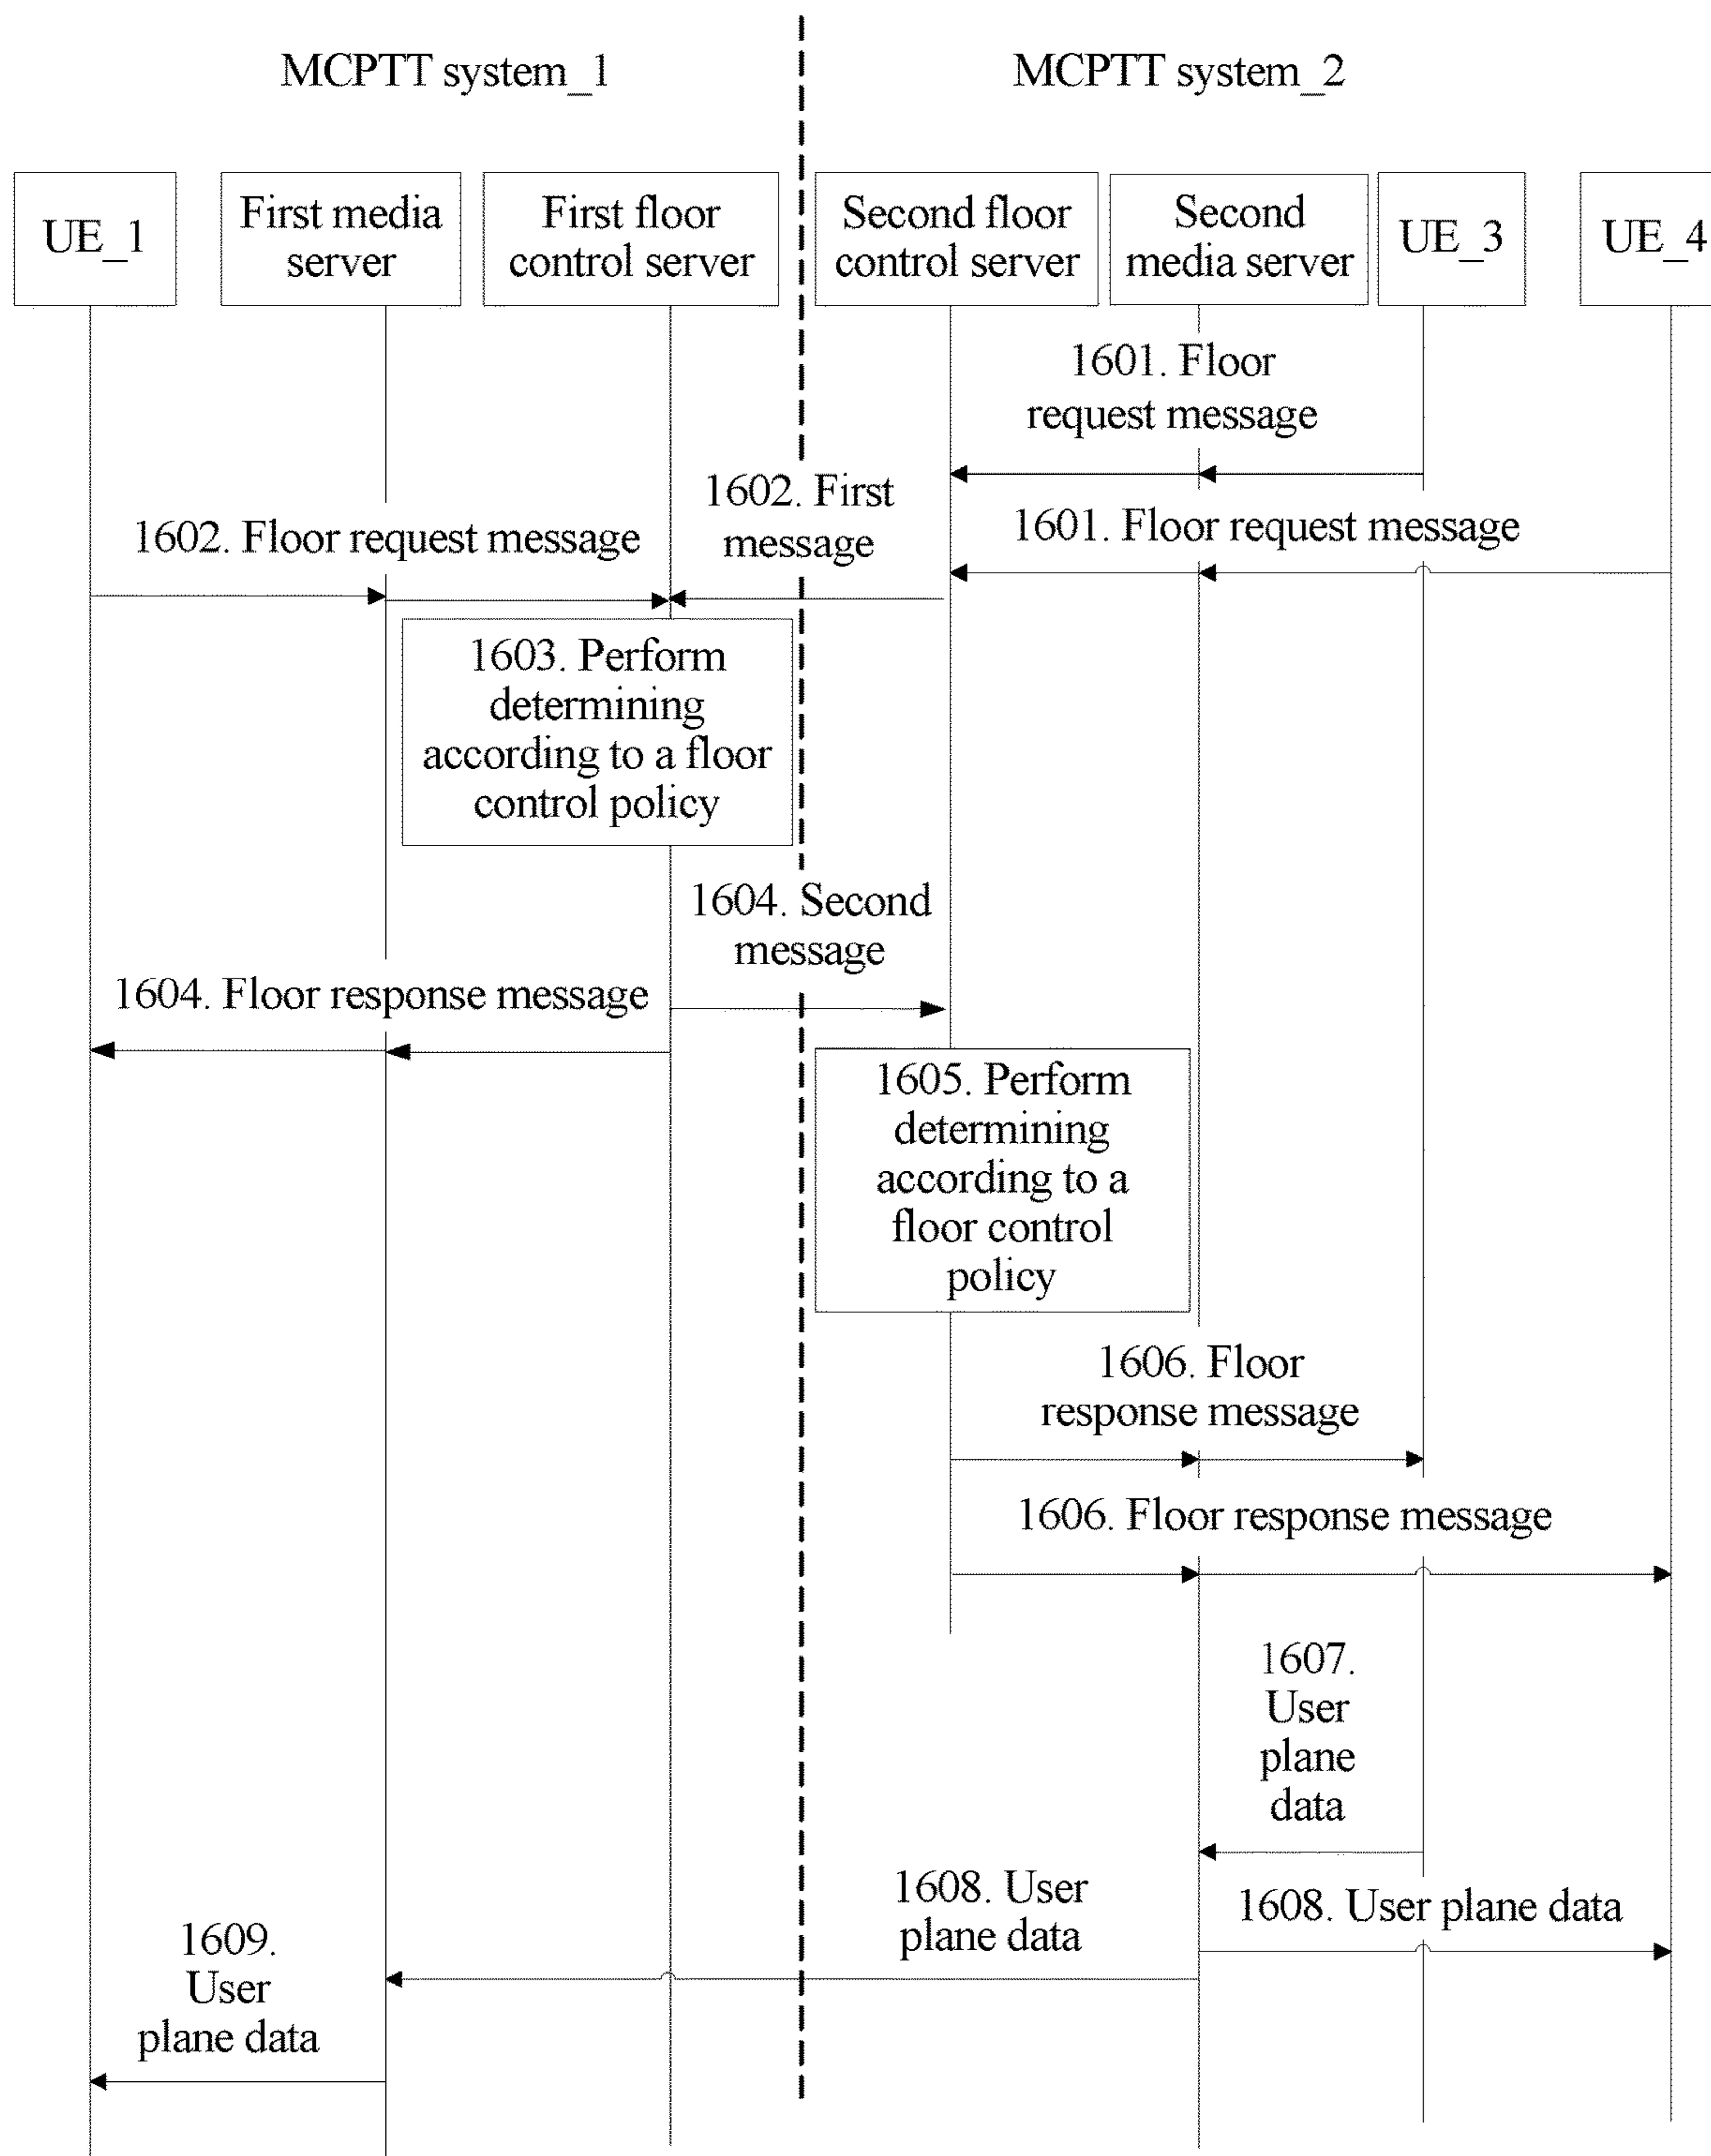 MCPTT system_1
MCPTT system_2
UE_1
First media
server
First floor
control server
Second floor
control server
Second
media server
UE_3
UE_4
1601. Floor
request message
1602. First
message
1602. Floor request message
1601. Floor request message
1603. Perform
determining
according to a floor
control policy
1604. Second
message
1604. Floor response message
1605. Perform
determining
according to a
floor control
policy
1606. Floor
response message
1606. Floor response message
1607.
User
plane
data
1608. User
plane data
1608. User plane data
1609.
User
plane data